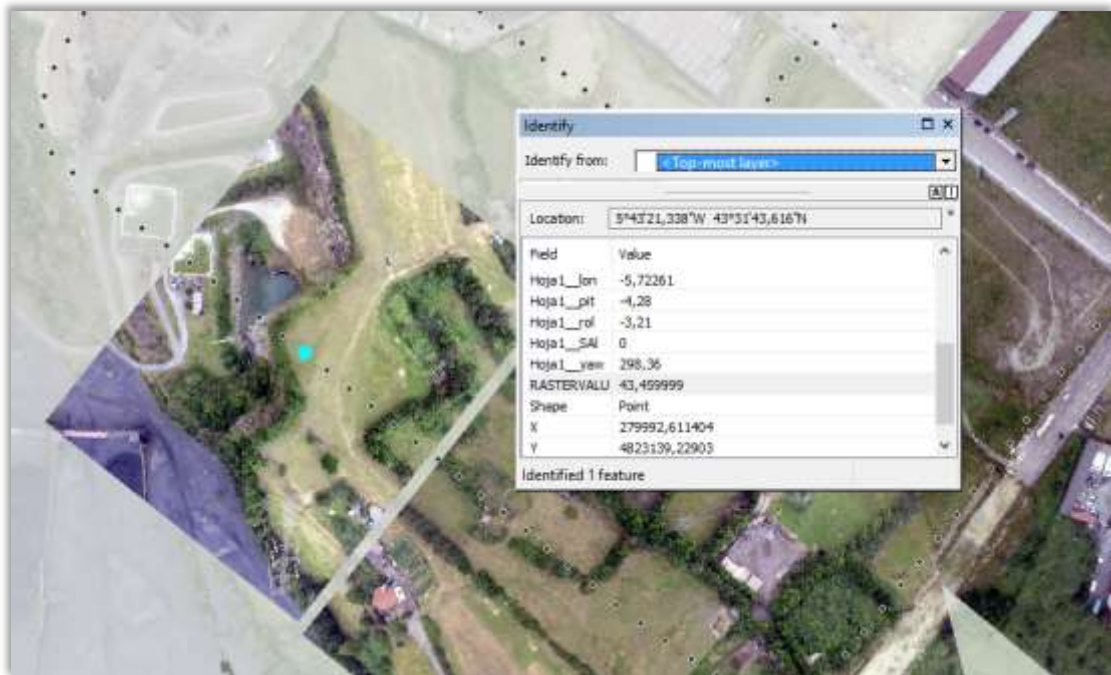 Identify
Identify from: <Top-most layer>
Location: 5°43'21,338"W 43°31'43,616"N
Field Value
Hoja1__lon -5,72261
Hoja1__pit -4,28
Hoja1__rol -3,21
Hoja1__SAl 0
Hoja1__yaw 298,36
RASTERVALU 43,459999
Shape Point
X 279992,611404
Y 4823139,22903
Identified 1 feature